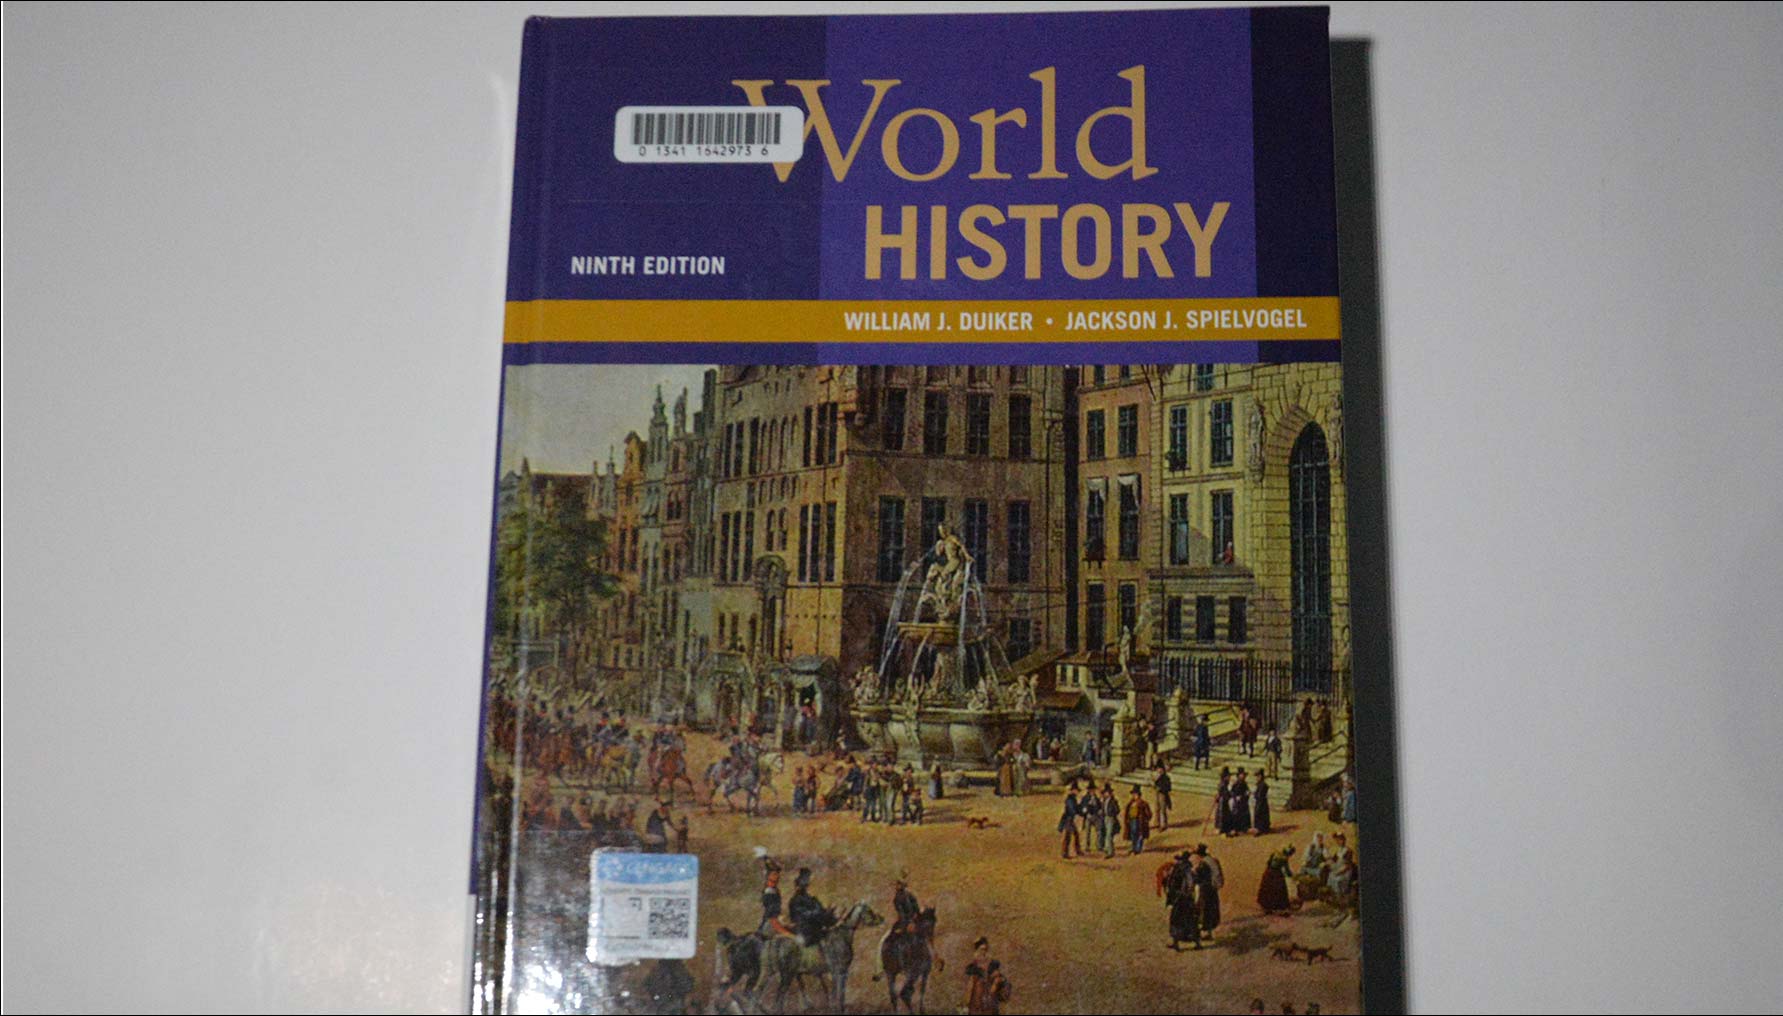 World
0 1341 1642973 6
HISTORY
NINTH EDITION
WILLIAM J. DUIKER • JACKSON J. SPIELVOGEL
CENGAGE